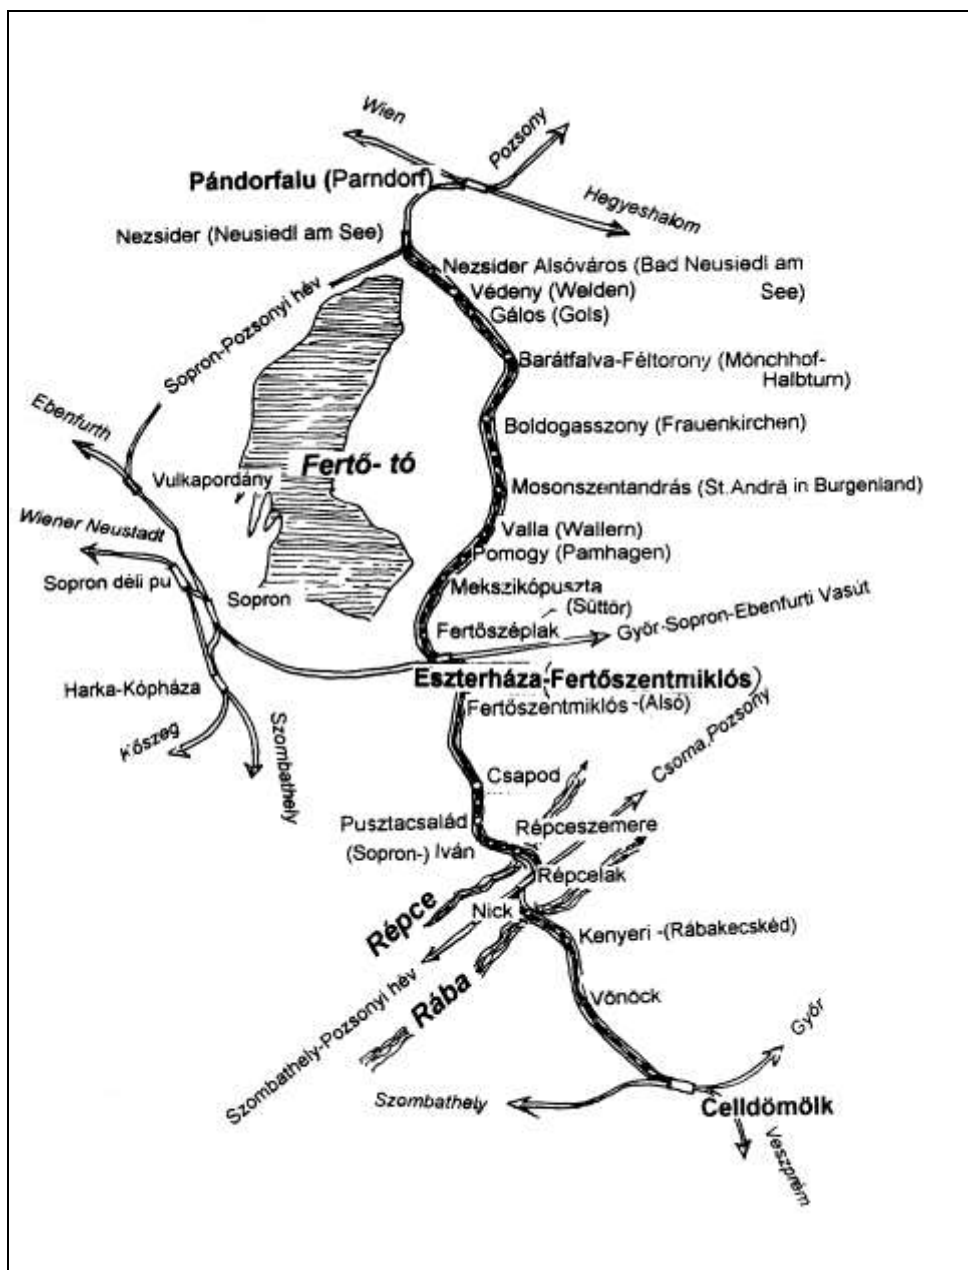 Wien
Pozsony
Pándorfalu (Parndorf)
Hegyeshalom
Nezsider (Neusiedl am See)
Nezsider Alsóváros (Bad Neusiedl am
See)
Védeny (Welden)
Gálos (Gols)
Sopron-Pozsonyi hév
Barátfalva-Féltorony (Mönchhof-
Halbturn)
Ebenfurth
Boldogasszony (Frauenkirchen)
Fertő- tó
Vulkapordány
Mosonszentandrás (St. Andrä in Burgenland)
Wiener Neustadt
Valla (Wallern)
Pomogy (Pamhagen)
Sopron déli pu
Mekszikópuszta
Sopron
(Süttör)
Fertőszéplak
Győr-Sopron-Ebenfurti Vasút
Eszterháza-(Fertőszentmiklós)
Harka-Kópháza
Fertőszentmiklós-(Alsó)
Kőszeg
Szombathely
Csorna, Pozsony
Csapod
Pusztacsalád
Répceszemere
(Sopron-) Iván
Répcelak
Répce
Nick
Kenyeri -(Rábakecskéd)
Rába
Vönöck
Szombathely-Pozsonyi hév
Győr
Szombathely
Celldömölk
Veszprém